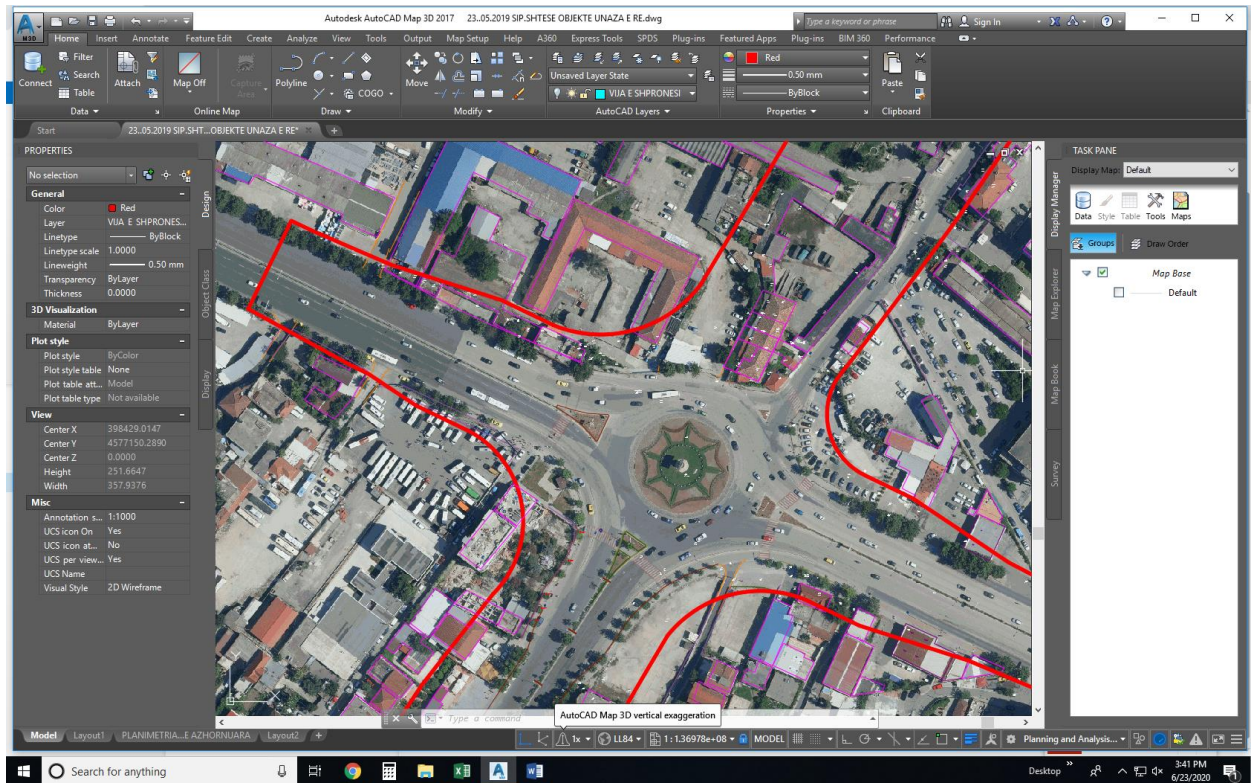 Autodesk AutoCAD Map 3D 2017 23..05.2019 SIP.SHTESE OBJEKTE UNAZA E RE.dwg
Type a keyword or phrase
Sign In
M3D
Home Insert Annotate Feature Edit Create Analyze View Tools Output Map Setup Help A360 Express Tools SPDS Plug-ins Featured Apps Plug-ins BIM 360 Performance
Connect
Filter
Search
Table
Attach
Map Off
Capture Area
Polyline
COGO
Move
Unsaved Layer State
VIJA E SHPRONESI
Red
0.50 mm
ByBlock
Paste
Data
Online Map
Draw
Modify
AutoCAD Layers
Properties
Clipboard
Start
23..05.2019 SIP.SHT...OBJEKTE UNAZA E RE*
PROPERTIES
No selection
General
Color Red
Layer VIJA E SHPRONES...
Linetype ByBlock
Linetype scale 1.0000
Lineweight 0.50 mm
Transparency ByLayer
Thickness 0.0000
3D Visualization
Material ByLayer
Plot style
Plot style ByColor
Plot style table None
Plot table att... Model
Plot table type Not available
View
Center X 398429.0147
Center Y 4577150.2890
Center Z 0.0000
Height 251.6647
Width 357.9376
Misc
Annotation s... 1:1000
UCS icon On Yes
UCS icon at... No
UCS per view... Yes
UCS Name
Visual Style 2D Wireframe
Design
Object Class
Display
TASK PANE
Display Map: Default
Data Style Table Tools Maps
Groups Draw Order
Map Base
Default
Display Manager
Map Explorer
Map Book
Survey
Type a command
AutoCAD Map 3D vertical exaggeration
Model Layout1 PLANIMETRIA...E AZHORNUARA Layout2 +
1x LL84 1:1.36978e+08 MODEL Planning and Analysis...
Search for anything
Desktop
3:41 PM
6/23/2020